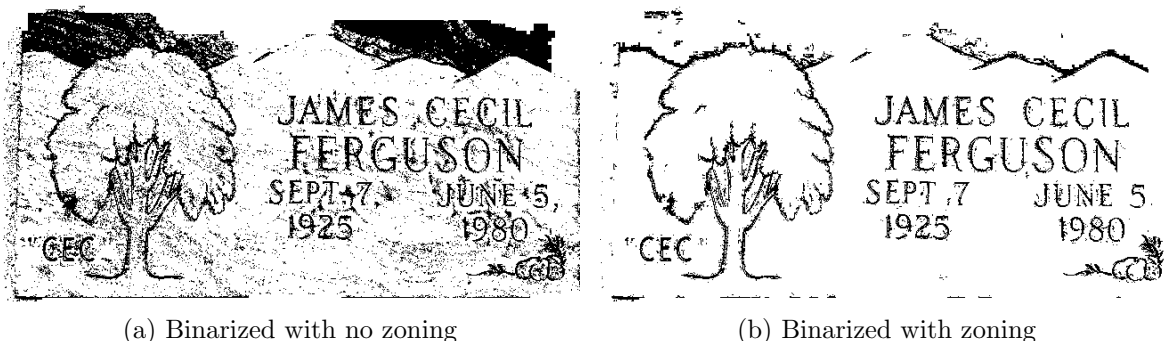 JAMES CECIL
FERGUSON
SEPT. 7, JUNE 5,
1925 1980
"CEC"
(a) Binarized with no zoning
JAMES CECIL
FERGUSON
SEPT 7 JUNE 5
1925 1980
"CEC"
(b) Binarized with zoning